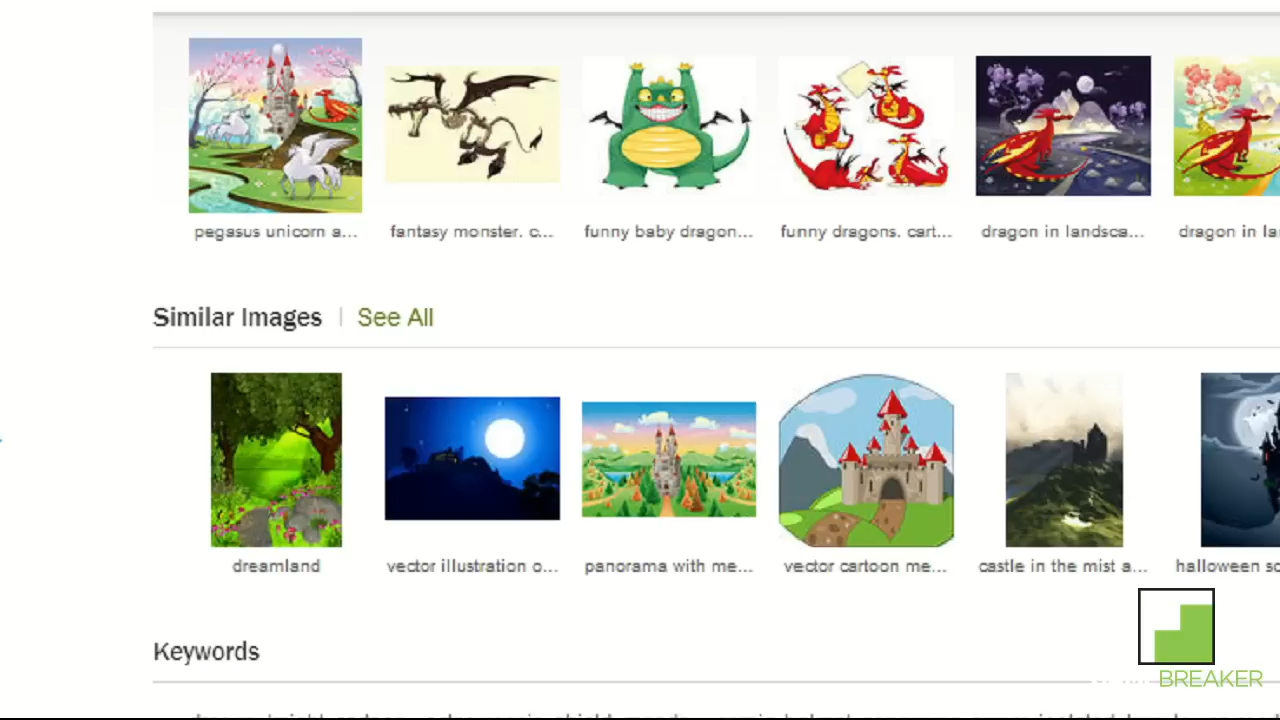 pegasus unicorn a...
fantasy monster. c...
funny baby dragon...
funny dragons. cart...
dragon in landsca...
dragon in la
Similar Images | See All
dreamland
vector illustration o...
panorama with me...
vector cartoon me...
castle in the mist a...
halloween sc
Keywords
BREAKER